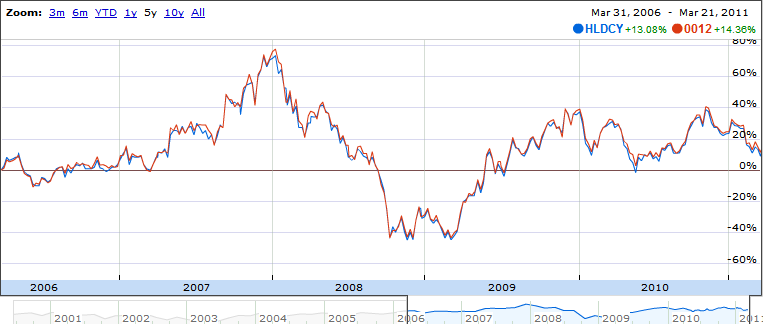 Zoom: 3m 6m YTD 1y 5y 10y All Mar 31, 2006 - Mar 21, 2011
HLDCY +13.08% 0012 +14.36%
80%
60%
40%
20%
0%
-20%
-40%
-60%
2006 2007 2008 2009 2010
2001 2002 2003 2004 2005 2006 2007 2008 2009 2010 2011